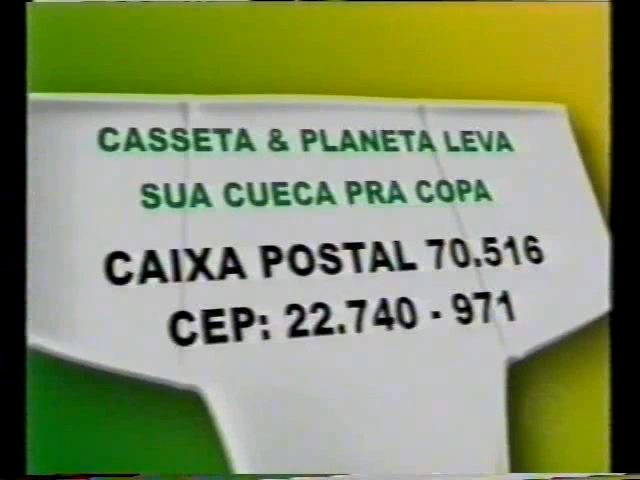 CASSETA & PLANETA LEVA
SUA CUECA PRA COPA
CAIXA POSTAL 70.516
CEP: 22.740 - 971